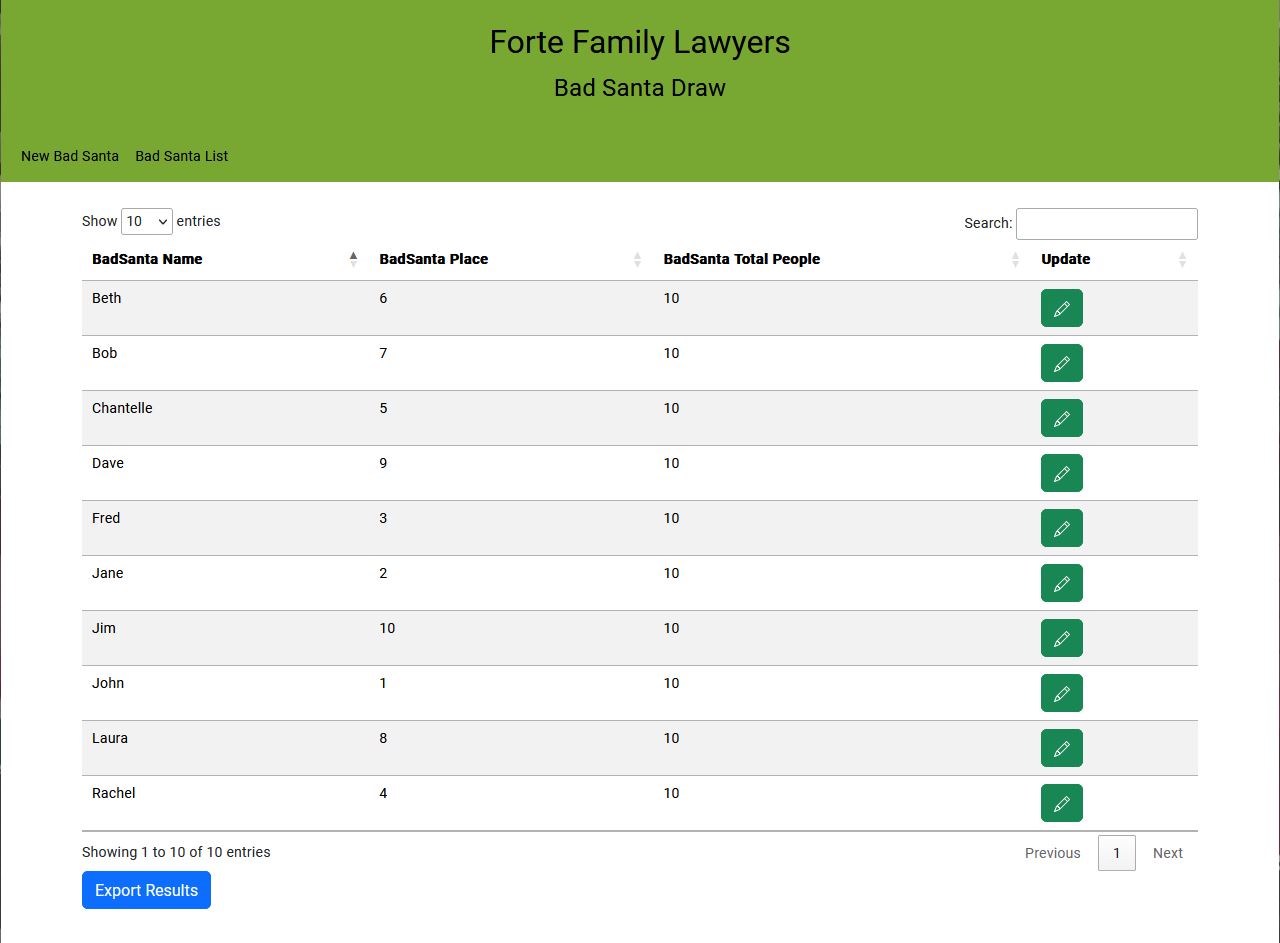 Forte Family Lawyers
Bad Santa Draw
New Bad Santa Bad Santa List
Show 10 entries Search:
BadSanta Name BadSanta Place BadSanta Total People Update
Beth 6 10
Bob 7 10
Chantelle 5 10
Dave 9 10
Fred 3 10
Jane 2 10
Jim 10 10
John 1 10
Laura 8 10
Rachel 4 10
Showing 1 to 10 of 10 entries Previous 1 Next
Export Results